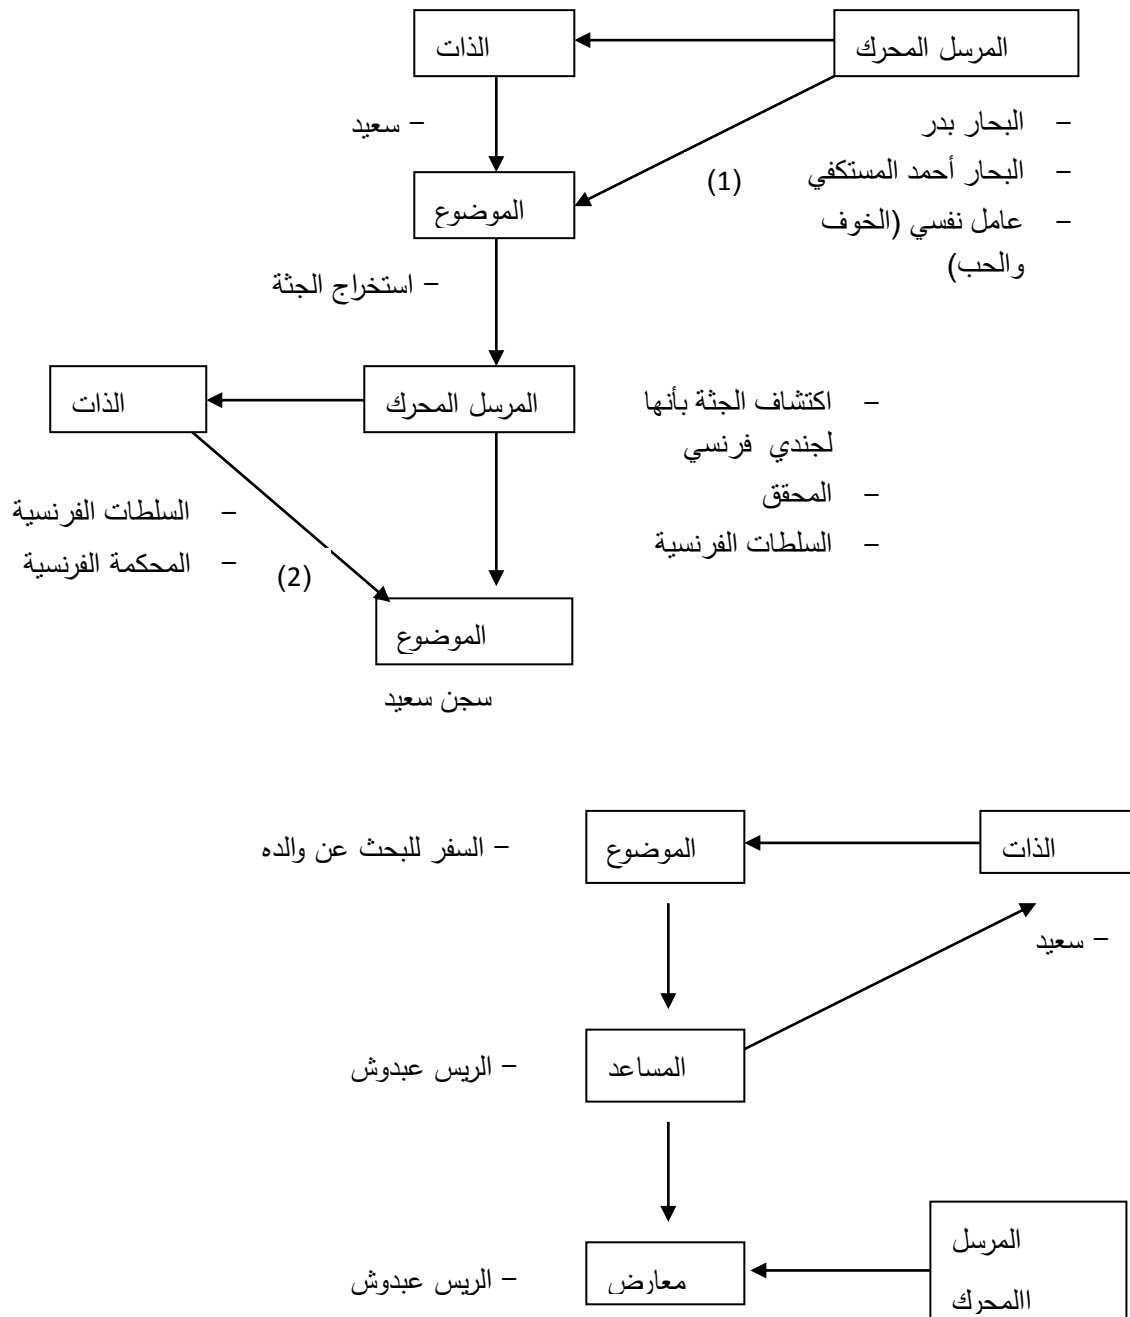 المرسل المحرك
الذات
– البحار بدر
– سعيد
– البحار أحمد المستكفي
(1)
الموضوع
– عامل نفسي (الخوف
والحب)
– استخراج الجثة
– اكتشاف الجثة بأنها
لجندي فرنسي
المرسل المحرك
الذات
– المحقق
– السلطات الفرنسية
– السلطات الفرنسية
– المحكمة الفرنسية
(2)
الموضوع
سجن سعيد
الذات
الموضوع
– السفر للبحث عن والده
– سعيد
المساعد
– الريس عبدوش
المرسل
االمحرك
معارض
– الريس عبدوش